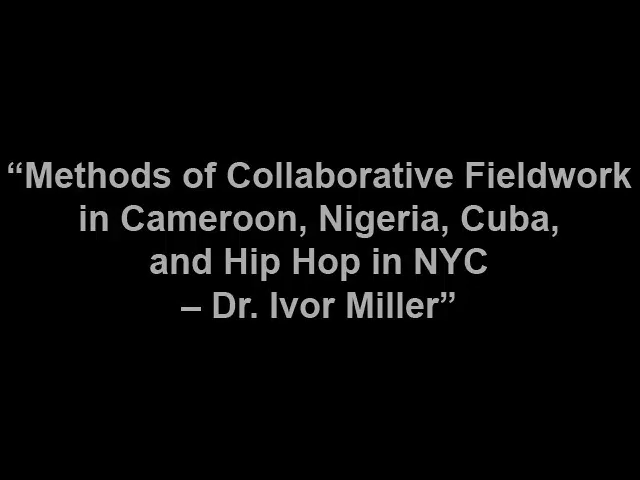 “Methods of Collaborative Fieldwork
in Cameroon, Nigeria, Cuba,
and Hip Hop in NYC
– Dr. Ivor Miller”